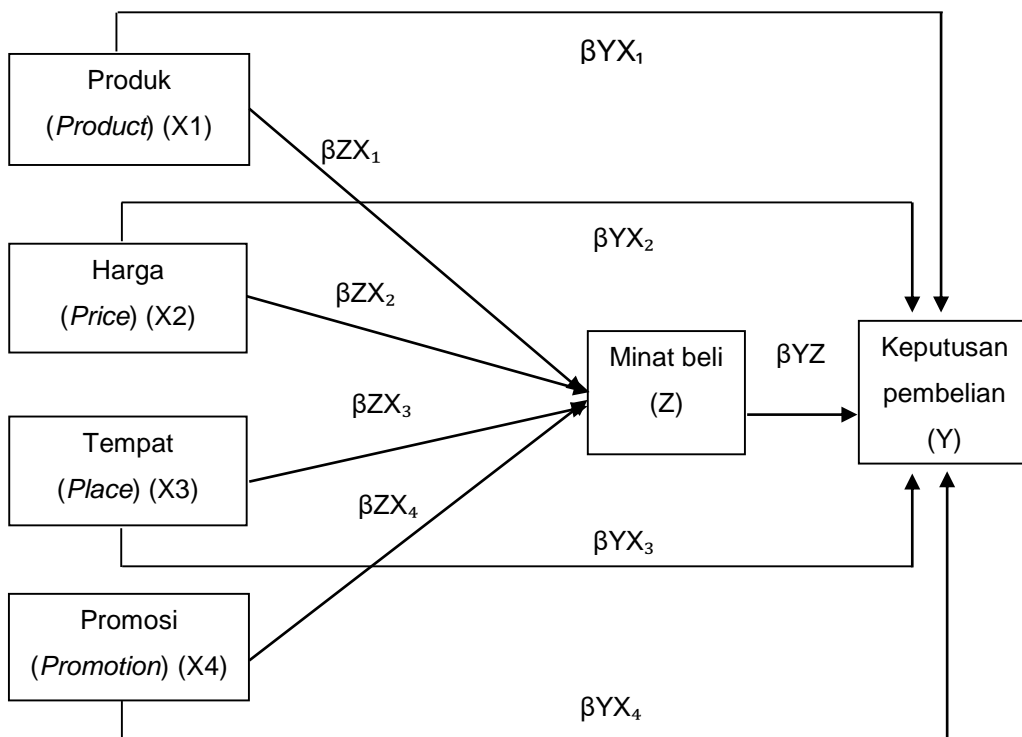 βYX₁
Produk
(Product) (X1)
βZX₁
βYX₂
Harga
(Price) (X2)
βZX₂
Minat beli
(Z)
βYZ
Keputusan
pembelian
(Y)
βZX₃
Tempat
(Place) (X3)
βZX₄
βYX₃
Promosi
(Promotion) (X4)
βYX₄